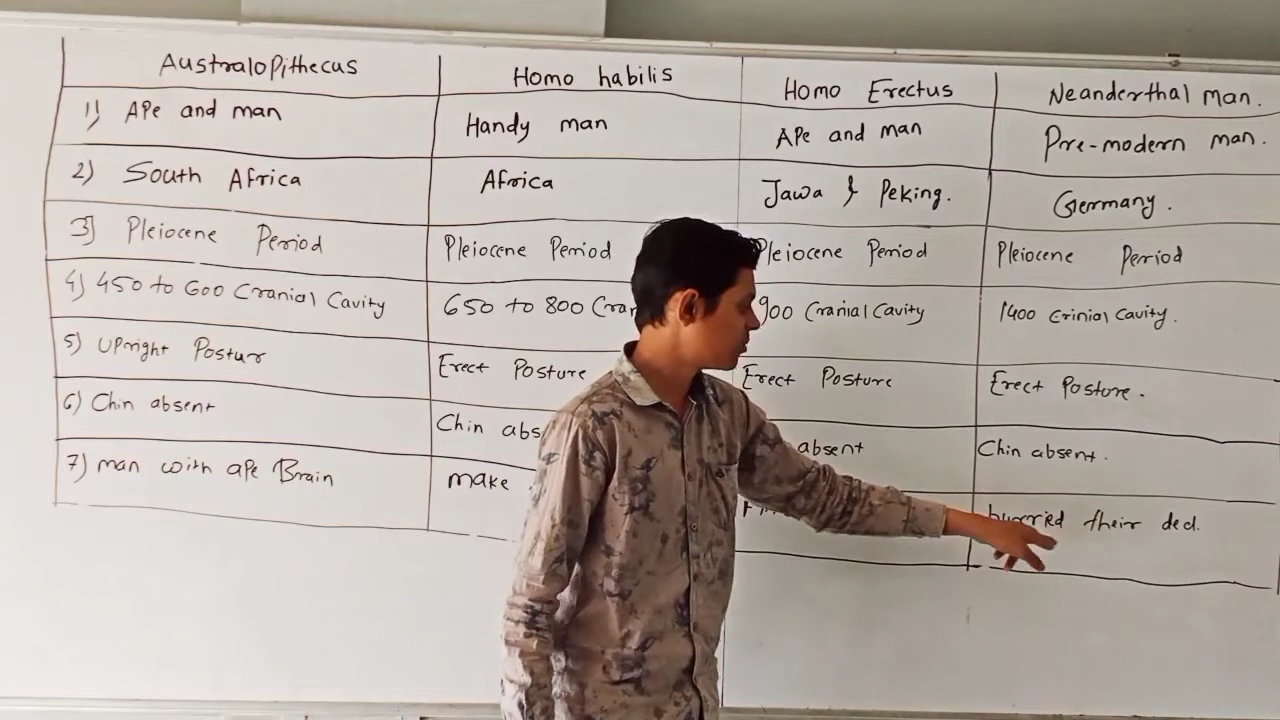 Australopithecus Homo habilis Homo Erectus Neanderthal man.
1) Ape and man Handy man Ape and man Pre-modern man.
2) South Africa Africa Jawa & Peking. Germany.
3) Pleiocene Period Pleiocene Period Pleiocene Period Pleiocene Period
4) 450 to 600 Cranial Cavity 650 to 800 900 Cranial Cavity 1400 Crinial Cavity.
5) Upright Postur Erect Posture Erect Posture Erect Posture.
6) Chin absent Chin absent Chin absent.
7) man with ape Brain make burried their ded.